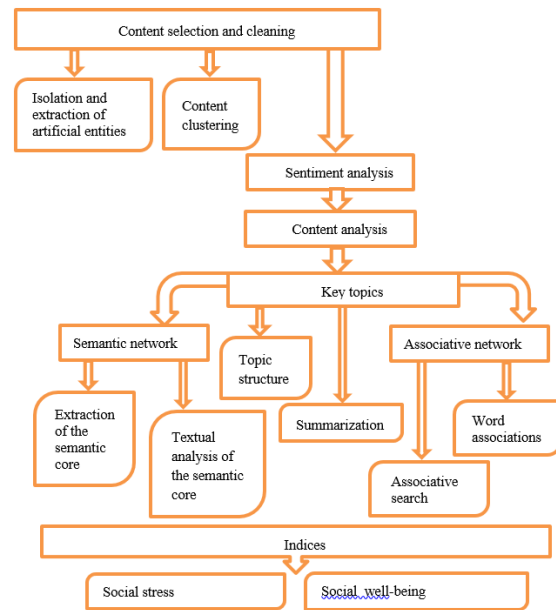 Content selection and cleaning
Isolation and
extraction of
artificial entities
Content
clustering
Sentiment analysis
Content analysis
Key topics
Semantic network
Topic
structure
Associative network
Extraction
of the
semantic
core
Textual
analysis of
the semantic
core
Summarization
Word
associations
Associative
search
Indices
Social stress
Social well-being